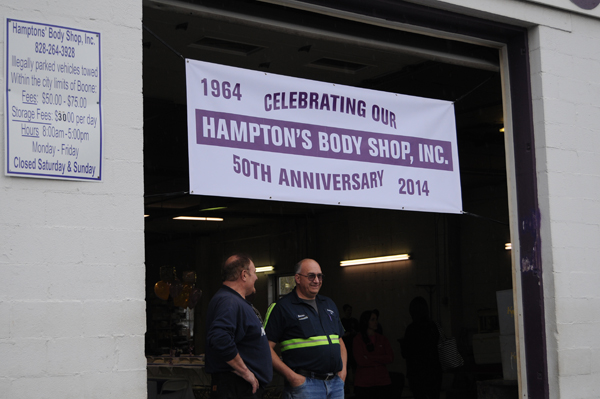 Hamptons' Body Shop, Inc.
828-264-3928
Illegally parked vehicles towed
Within the city limits of Boone:
Fees: $50.00 - $75.00
Storage Fees: $30.00 per day
Hours: 8:00am - 5:00pm
Monday - Friday
Closed Saturday & Sunday
1964
CELEBRATING OUR
HAMPTON'S BODY SHOP, INC.
50TH ANNIVERSARY
2014